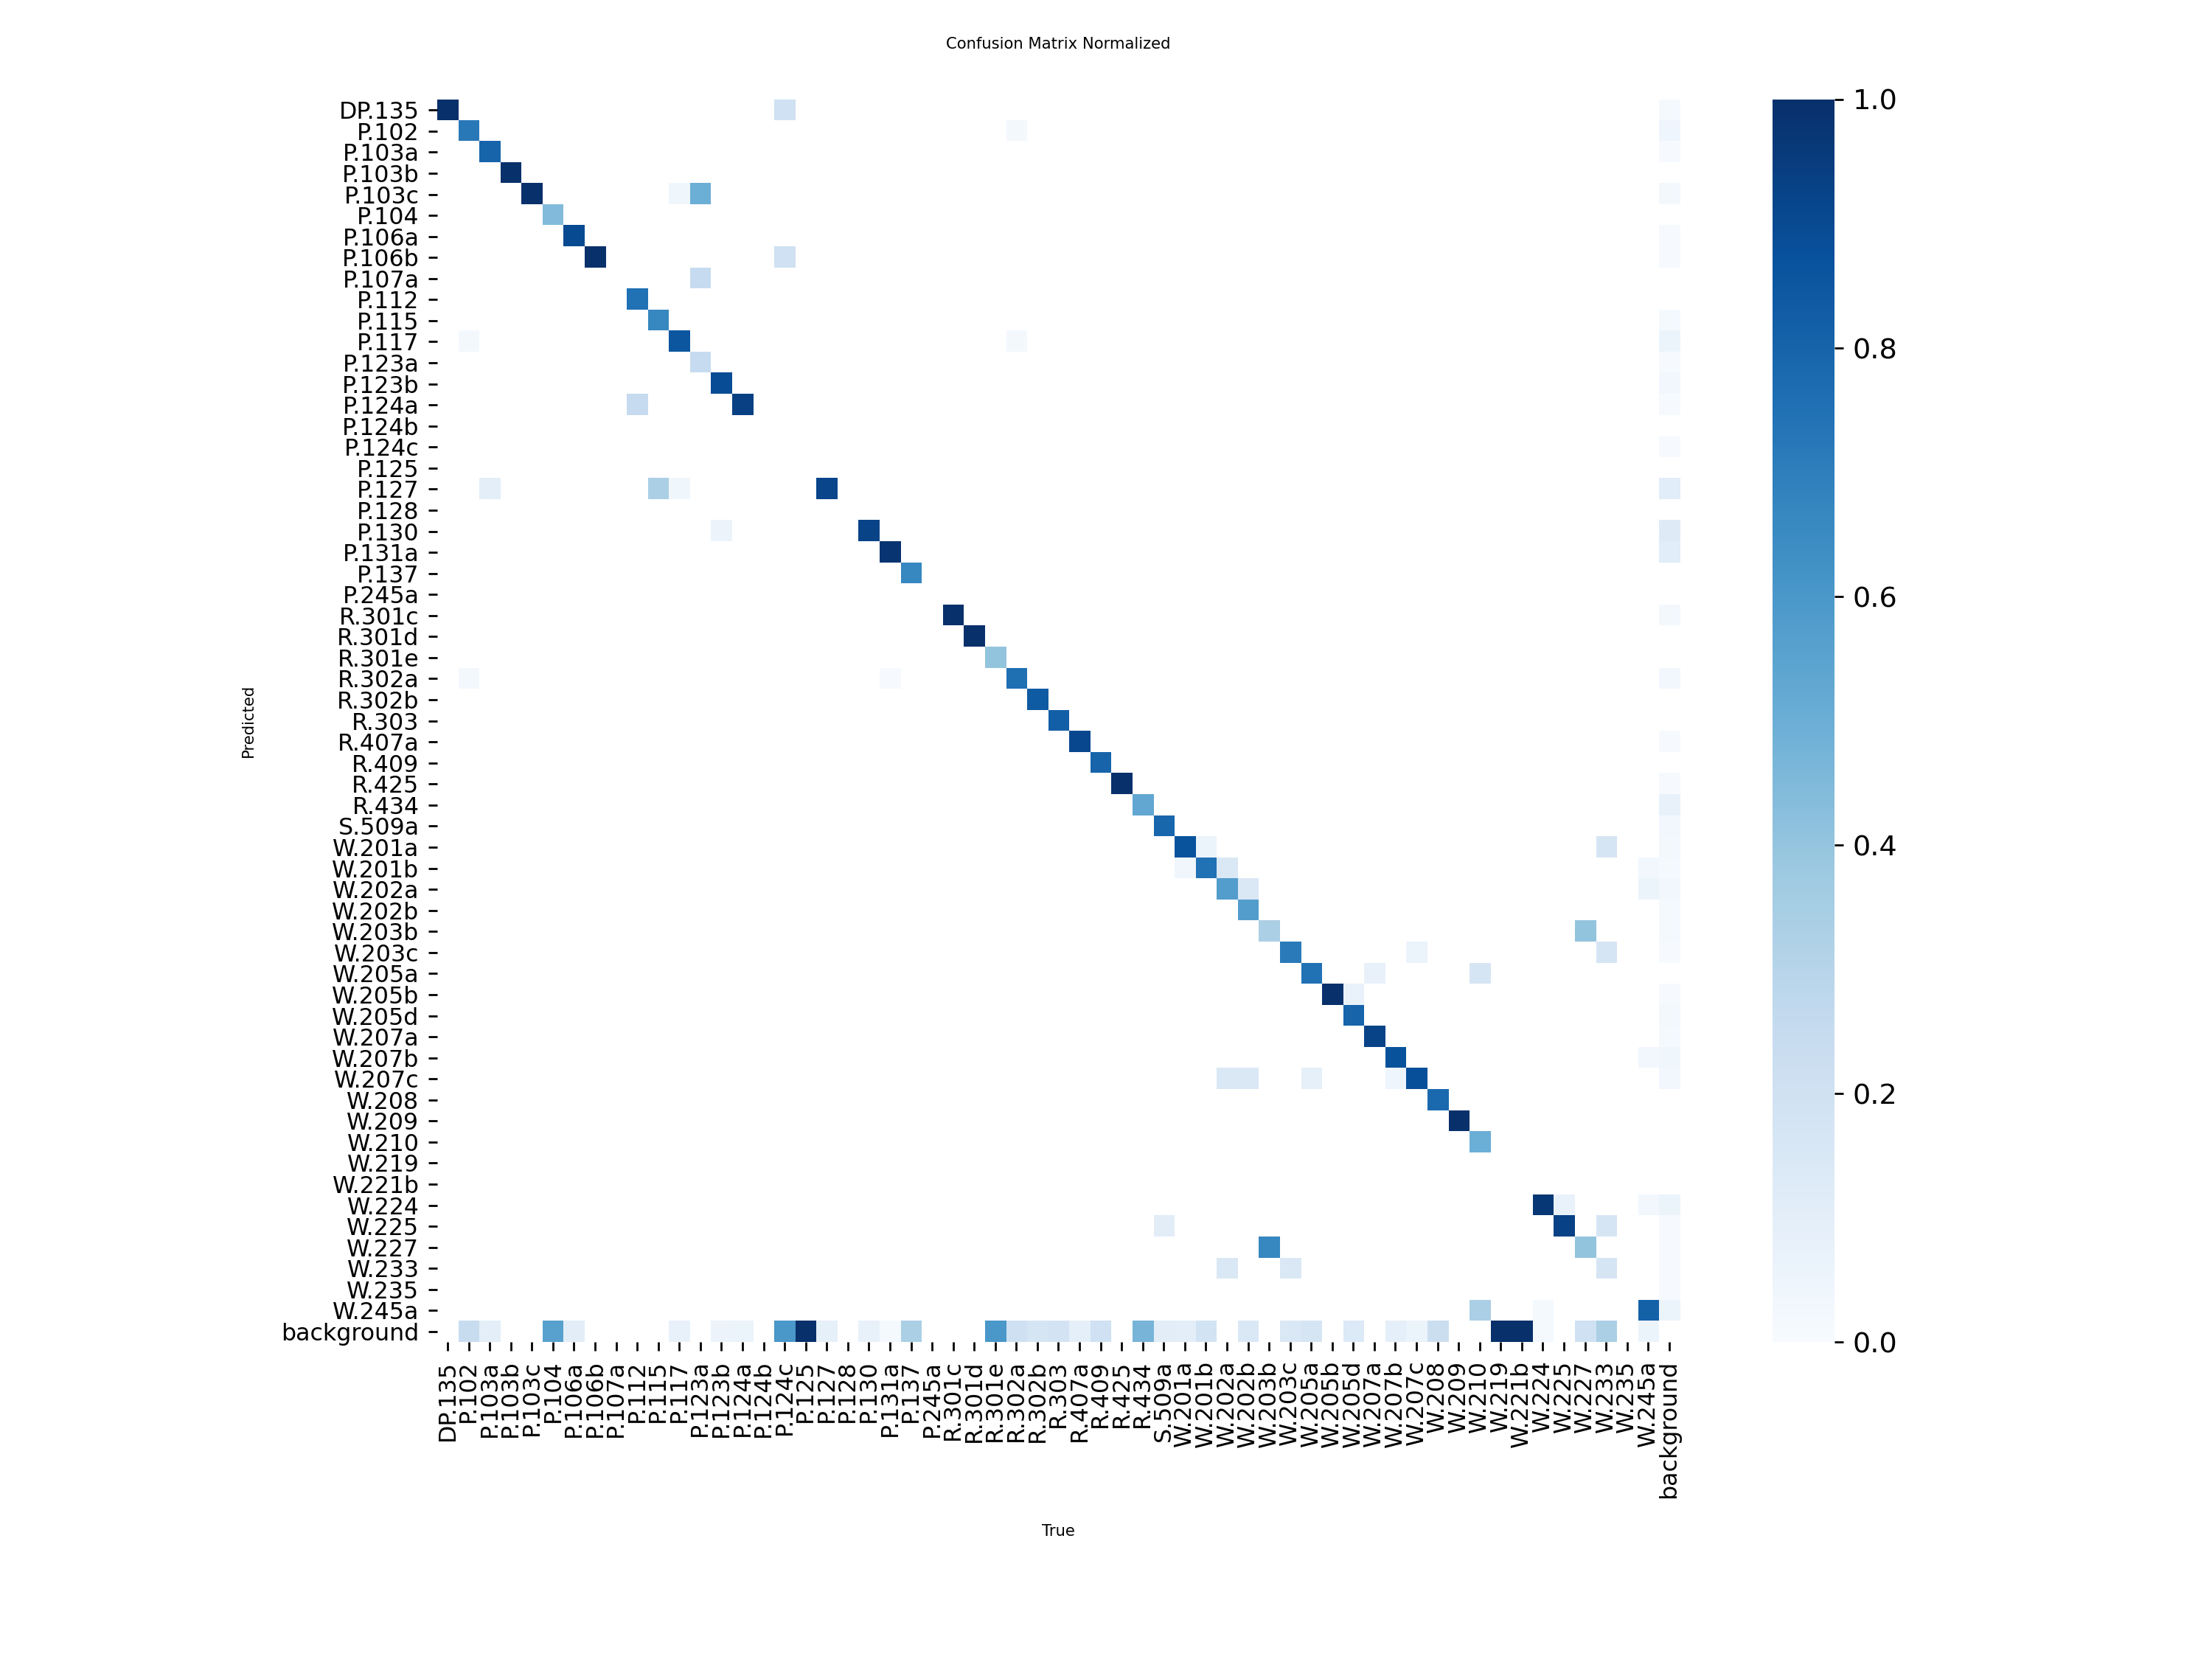 Confusion Matrix Normalized
DP.135
P.102
P.103a
P.103b
P.103c
P.104
P.106a
P.106b
P.107a
P.112
P.115
P.117
P.123a
P.123b
P.124a
P.124b
P.124c
P.125
P.127
P.128
P.130
P.131a
P.137
P.245a
R.301c
R.301d
R.301e
R.302a
R.302b
R.303
R.407a
R.409
R.425
R.434
S.509a
W.201a
W.201b
W.202a
W.202b
W.203b
W.203c
W.205a
W.205b
W.205d
W.207a
W.207b
W.207c
W.208
W.209
W.210
W.219
W.221b
W.224
W.225
W.227
W.233
W.235
W.245a
background
Predicted
DP.135
P.102
P.103a
P.103b
P.103c
P.104
P.106a
P.106b
P.107a
P.112
P.115
P.117
P.123a
P.123b
P.124a
P.124b
P.124c
P.125
P.127
P.128
P.130
P.131a
P.137
P.245a
R.301c
R.301d
R.301e
R.302a
R.302b
R.303
R.407a
R.409
R.425
R.434
S.509a
W.201a
W.201b
W.202a
W.202b
W.203b
W.203c
W.205a
W.205b
W.205d
W.207a
W.207b
W.207c
W.208
W.209
W.210
W.219
W.221b
W.224
W.225
W.227
W.233
W.235
W.245a
background
True
1.0
0.8
0.6
0.4
0.2
0.0